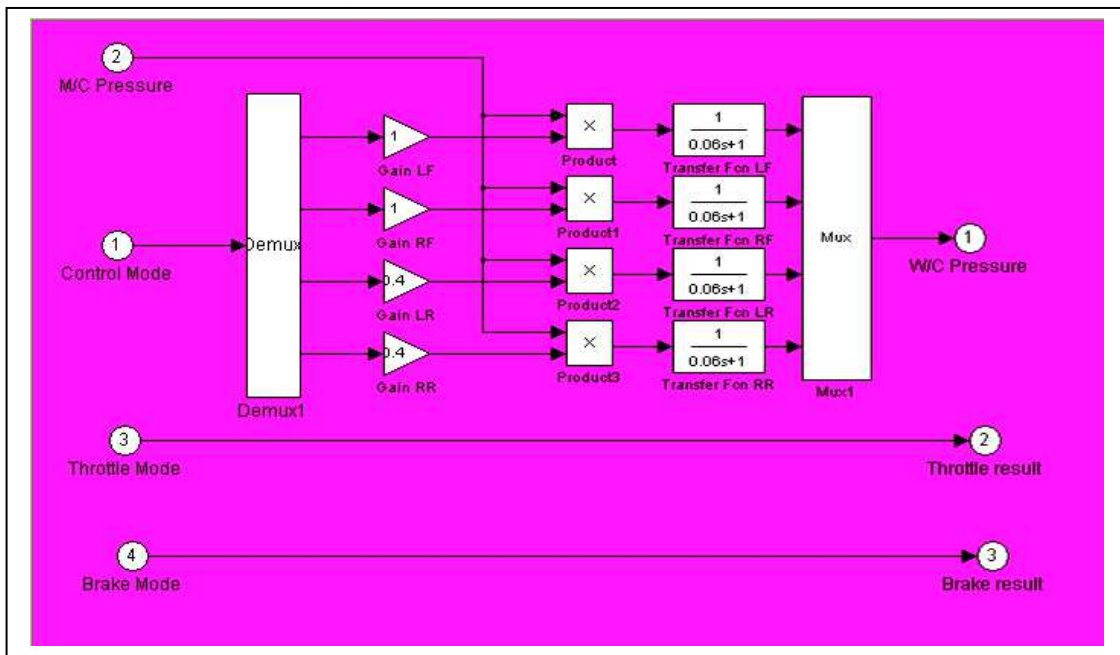 2
M/C Pressure
1
×
1
0.06s+1
Gain LF
Product
Transfer Fcn LF
1
×
1
0.06s+1
Gain RF
Product1
Transfer Fcn RF
1
Control Mode
Demux
Mux
1
W/C Pressure
0.4
×
1
0.06s+1
Gain LR
Product2
Transfer Fcn LR
0.4
×
1
0.06s+1
Gain RR
Product3
Transfer Fcn RR
Demux1
Mux1
3
2
Throttle Mode
Throttle result
4
3
Brake Mode
Brake result